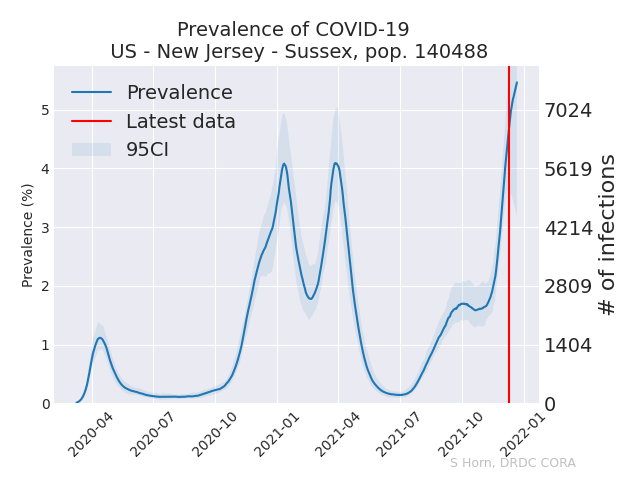 Prevalence of COVID-19
US - New Jersey - Sussex, pop. 140488
Prevalence
Latest data
95CI
Prevalence (%)
5
4
3
2
1
0
7024
5619
4214
2809
1404
0
# of infections
2020-04
2020-07
2020-10
2021-01
2021-04
2021-07
2021-10
2022-01
S Horn, DRDC CORA